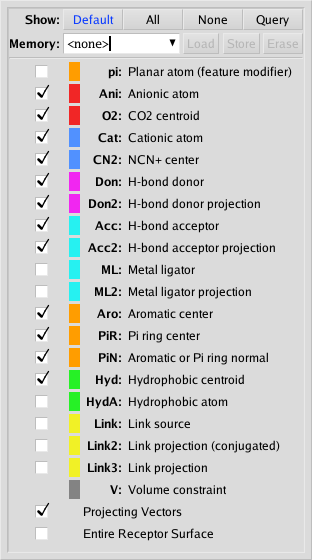 Show: Default All None Query
Memory: <none> Load Store Erase
pi: Planar atom (feature modifier)
Ani: Anionic atom
O2: CO2 centroid
Cat: Cationic atom
CN2: NCN+ center
Don: H-bond donor
Don2: H-bond donor projection
Acc: H-bond acceptor
Acc2: H-bond acceptor projection
ML: Metal ligator
ML2: Metal ligator projection
Aro: Aromatic center
PiR: Pi ring center
PiN: Aromatic or Pi ring normal
Hyd: Hydrophobic centroid
HydA: Hydrophobic atom
Link: Link source
Link2: Link projection (conjugated)
Link3: Link projection
V: Volume constraint
Projecting Vectors
Entire Receptor Surface